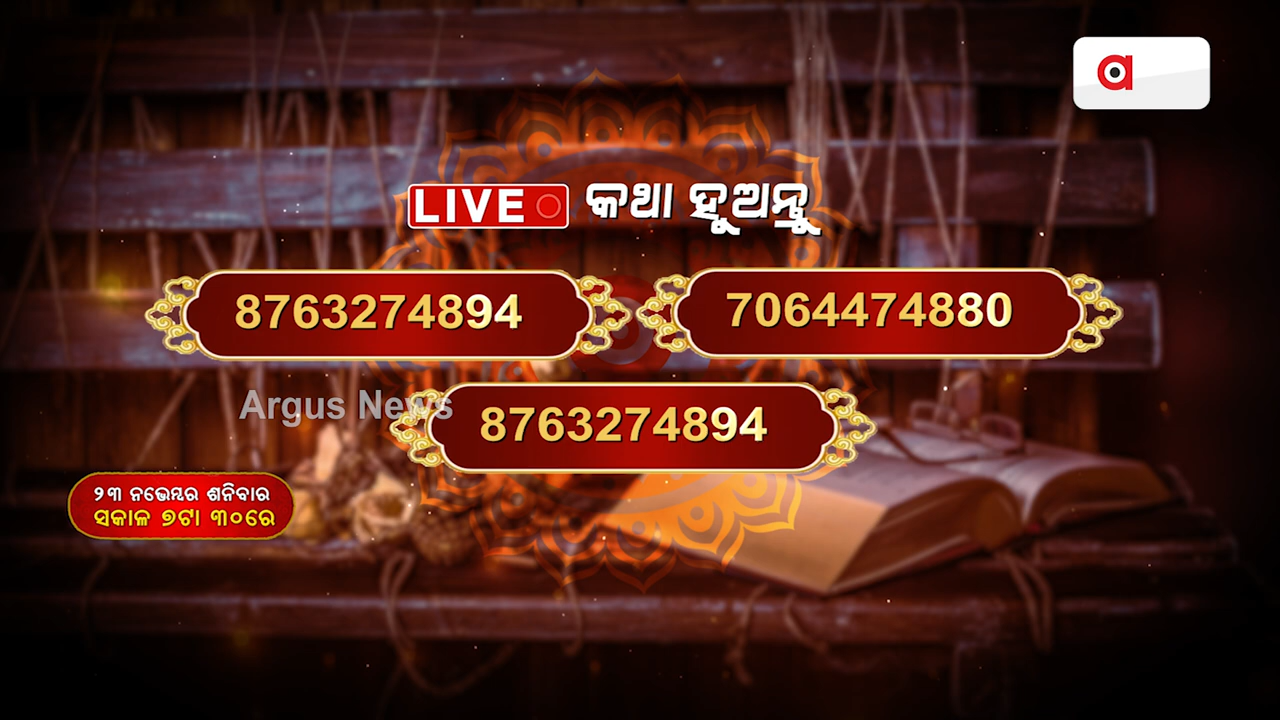 LIVE କଥା ହୁଅନ୍ତୁ
8763274894 7064474880
Argus News
8763274894
୨୩ ନଭେମ୍ବର ଶନିବାର
ସକାଳ ୭ଟା ୩୦ରେ